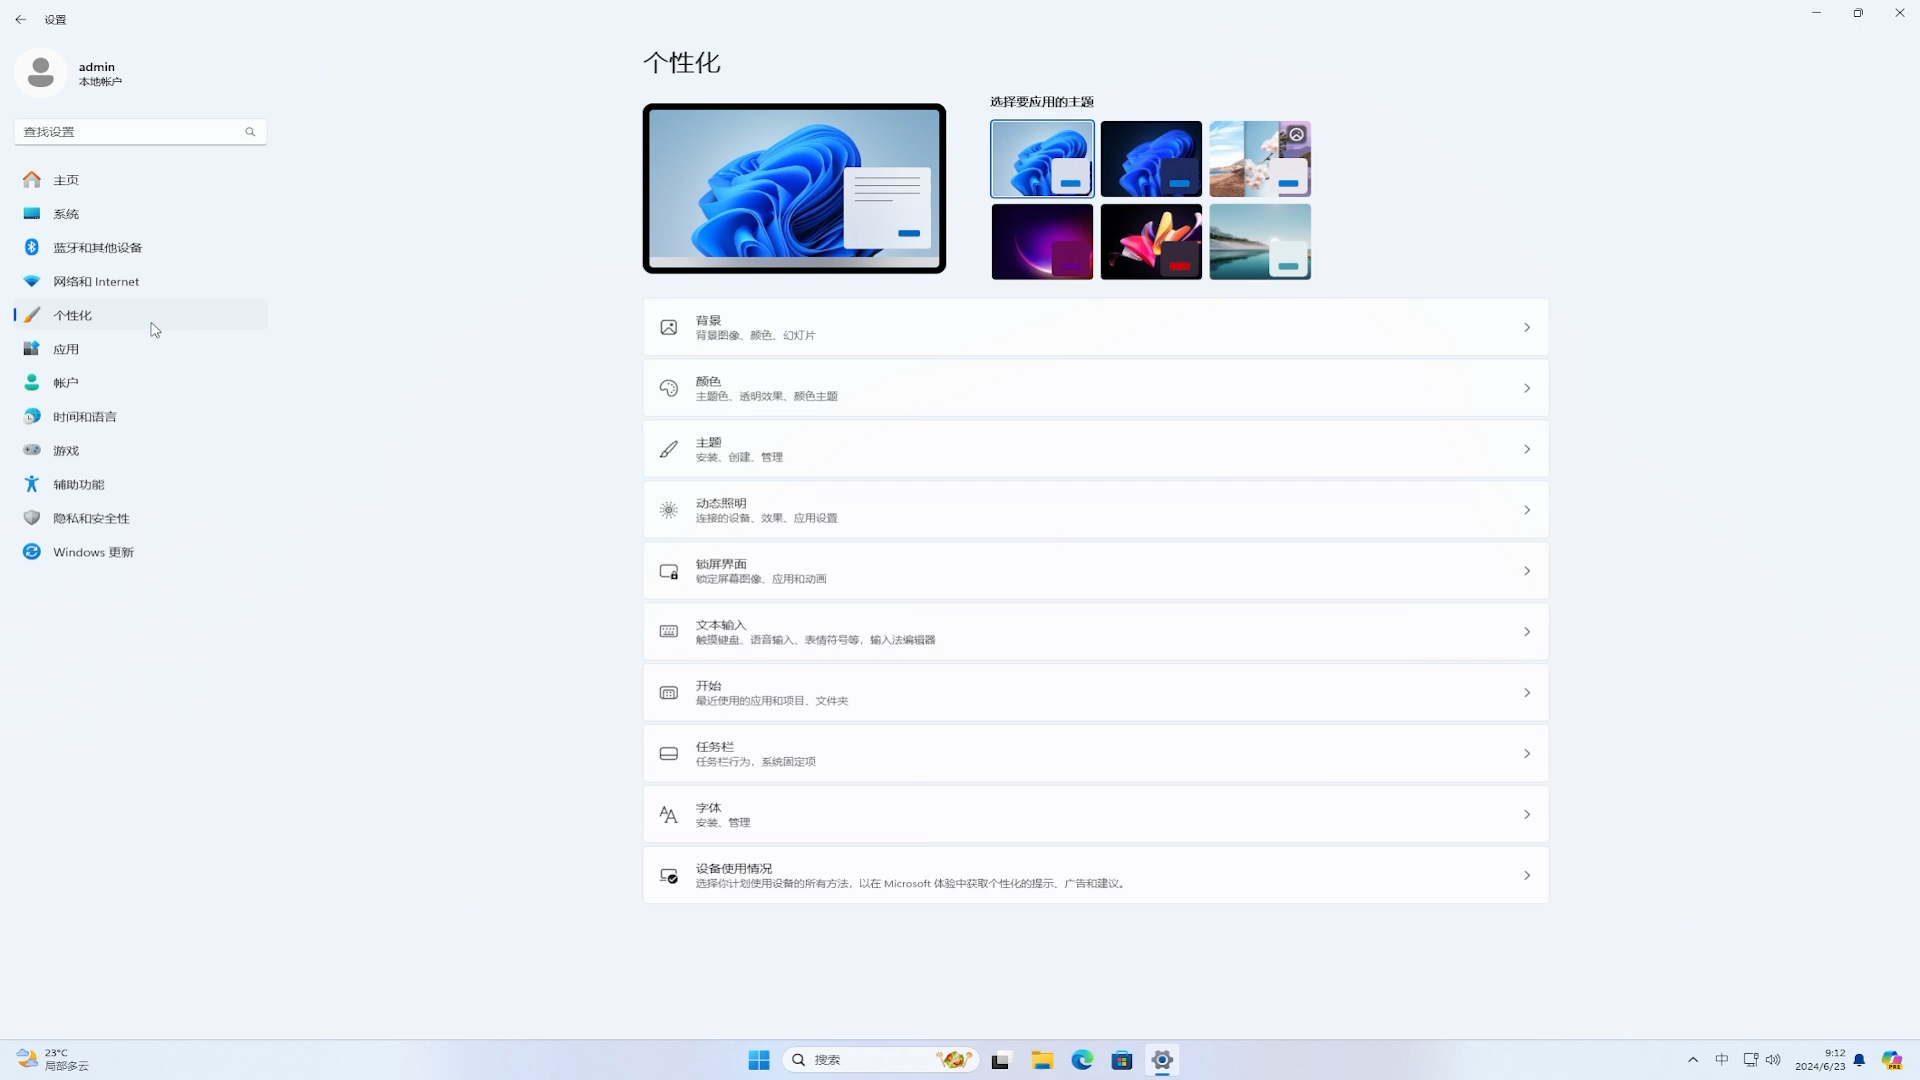 设置
admin
本地帐户
查找设置
主页
系统
蓝牙和其他设备
网络和 Internet
个性化
应用
帐户
时间和语言
游戏
辅助功能
隐私和安全性
Windows 更新
个性化
选择要应用的主题
背景
背景图像、颜色、幻灯片
颜色
主题色、透明效果、颜色主题
主题
安装、创建、管理
动态照明
连接的设备、效果、应用设置
锁屏界面
锁定屏幕图像、应用和动画
文本输入
触摸键盘、语音输入、表情符号等，输入法编辑器
开始
最近使用的应用和项目、文件夹
任务栏
任务栏行为，系统固定项
字体
安装、管理
设备使用情况
选择你计划使用设备的所有方法，以在 Microsoft 体验中获取个性化的提示、广告和建议。
23°C
局部多云
搜索
中
9:12
2024/6/23
PRE